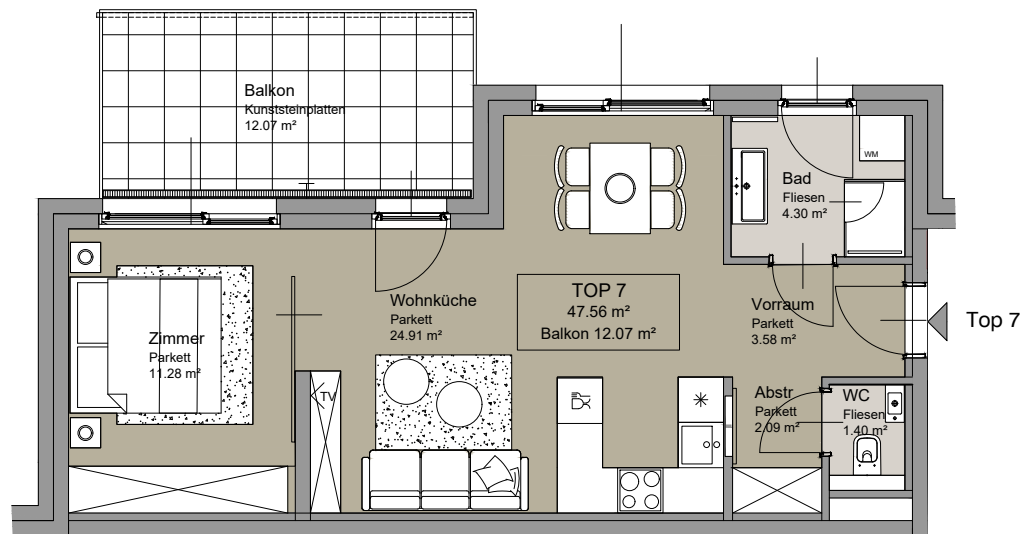 Balkon
Kunststeinplatten
12.07 m²
WM
Bad
Fliesen
4.30 m²
TOP 7
47.56 m²
Balkon 12.07 m²
Wohnküche
Parkett
24.91 m²
Vorraum
Parkett
3.58 m²
Top 7
Zimmer
Parkett
11.28 m²
TV
Abstr
Parkett
2.09 m²
WC
Fliesen
1.40 m²